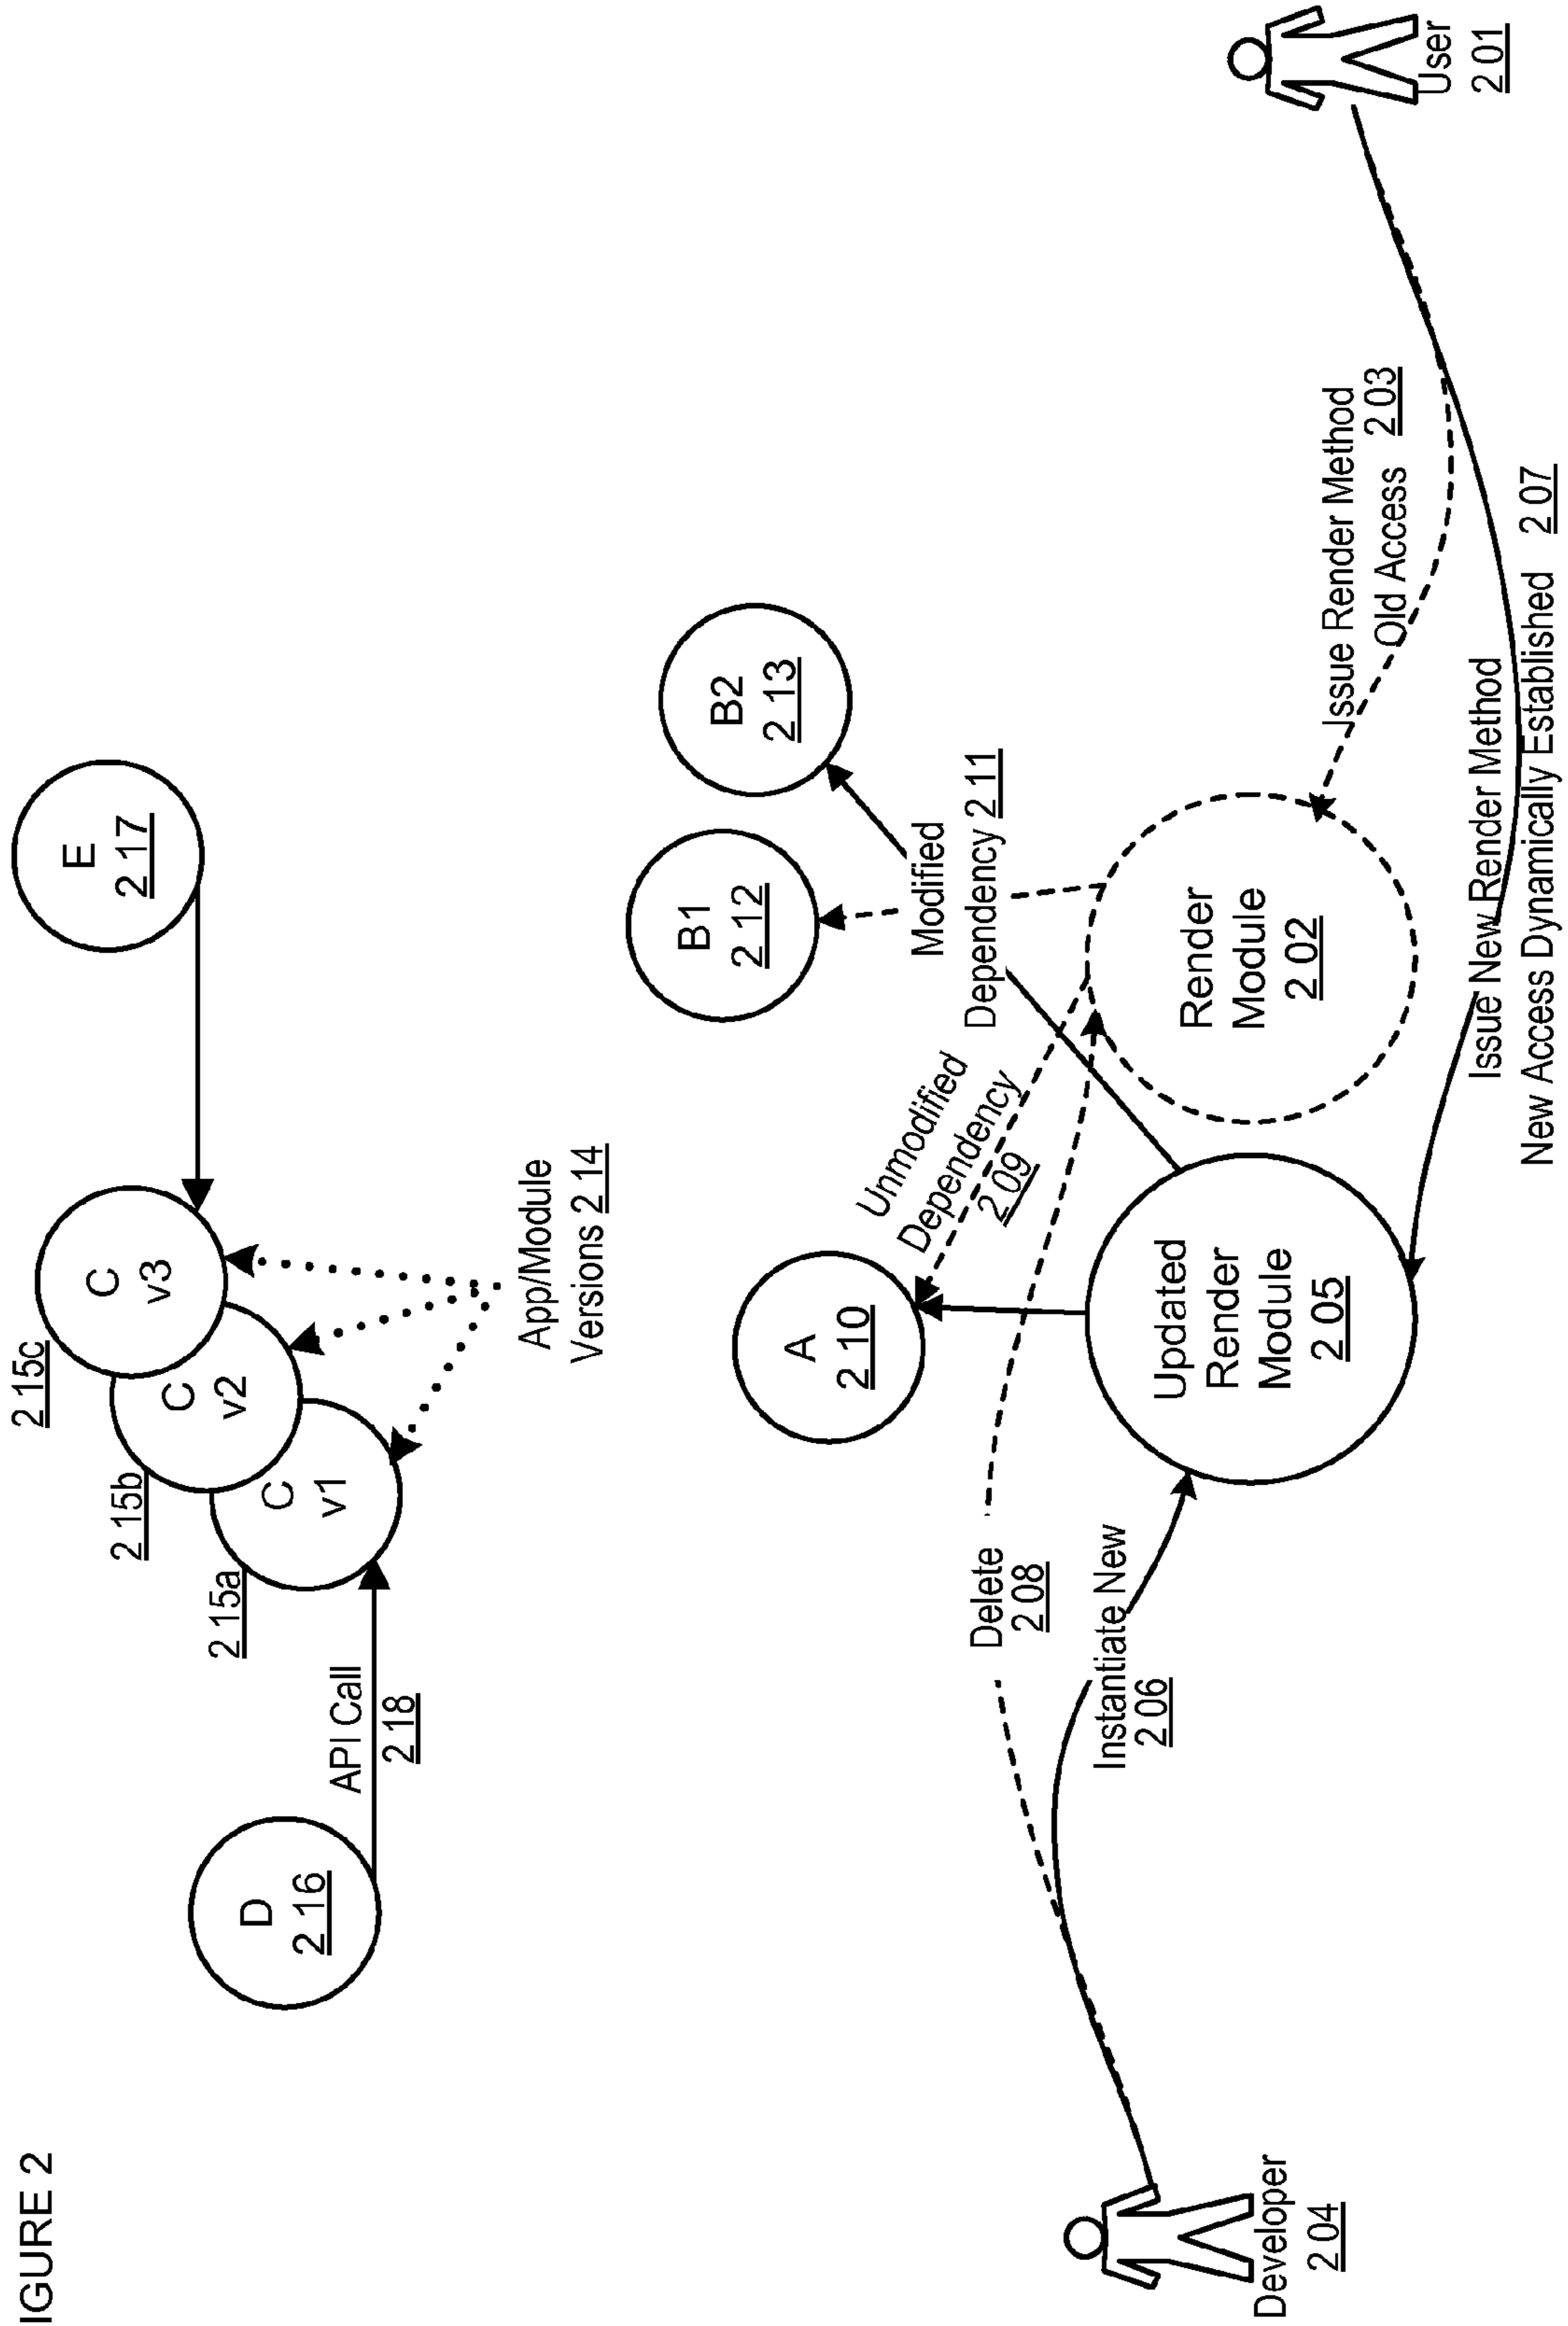 IGURE 2
D
2 16
API Call
2 18
2 15a
2 15b
2 15c
C
v1
C
v2
C
v3
E
2 17
App/Module
Versions 2 14
A
2 10
B1
2 12
B2
2 13
Unmodified
Dependency
2 09
Modified
Dependency 2 11
Delete
2 08
Instantiate New
2 06
Updated
Render
Module
2 05
Render
Module
2 02
Issue Render Method
Old Access 2 03
Issue New Render Method
New Access Dynamically Established 2 07
Developer
2 04
User
2 01